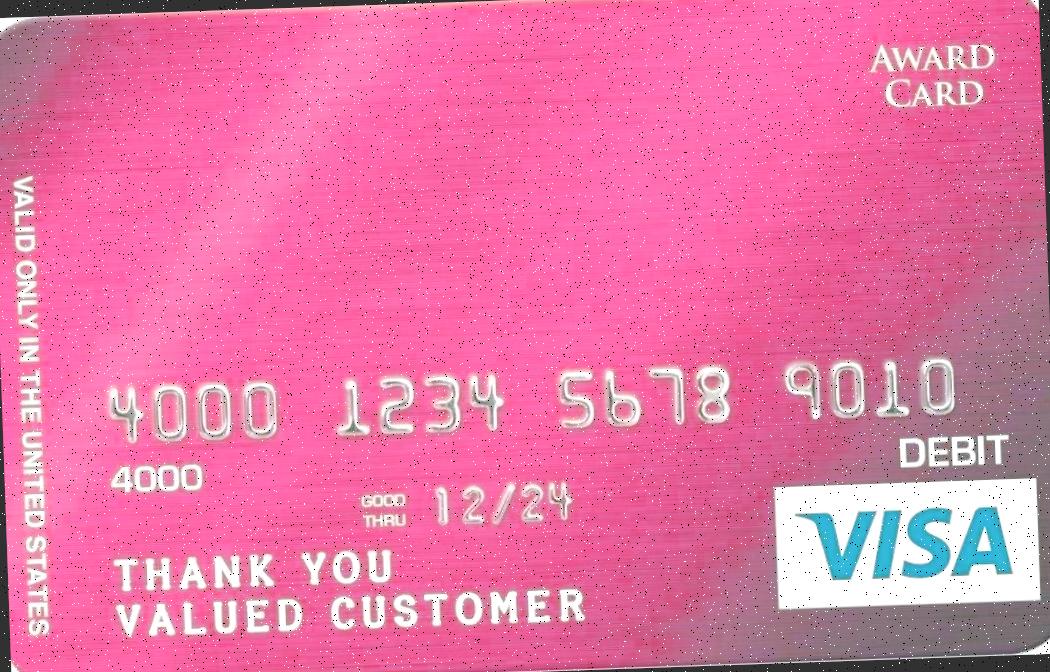 AWARD
CARD
VALID ONLY IN THE UNITED STATES
4000 1234 5678 9010
4000
DEBIT
GOOD
THRU 12/24
VISA
THANK YOU
VALUED CUSTOMER